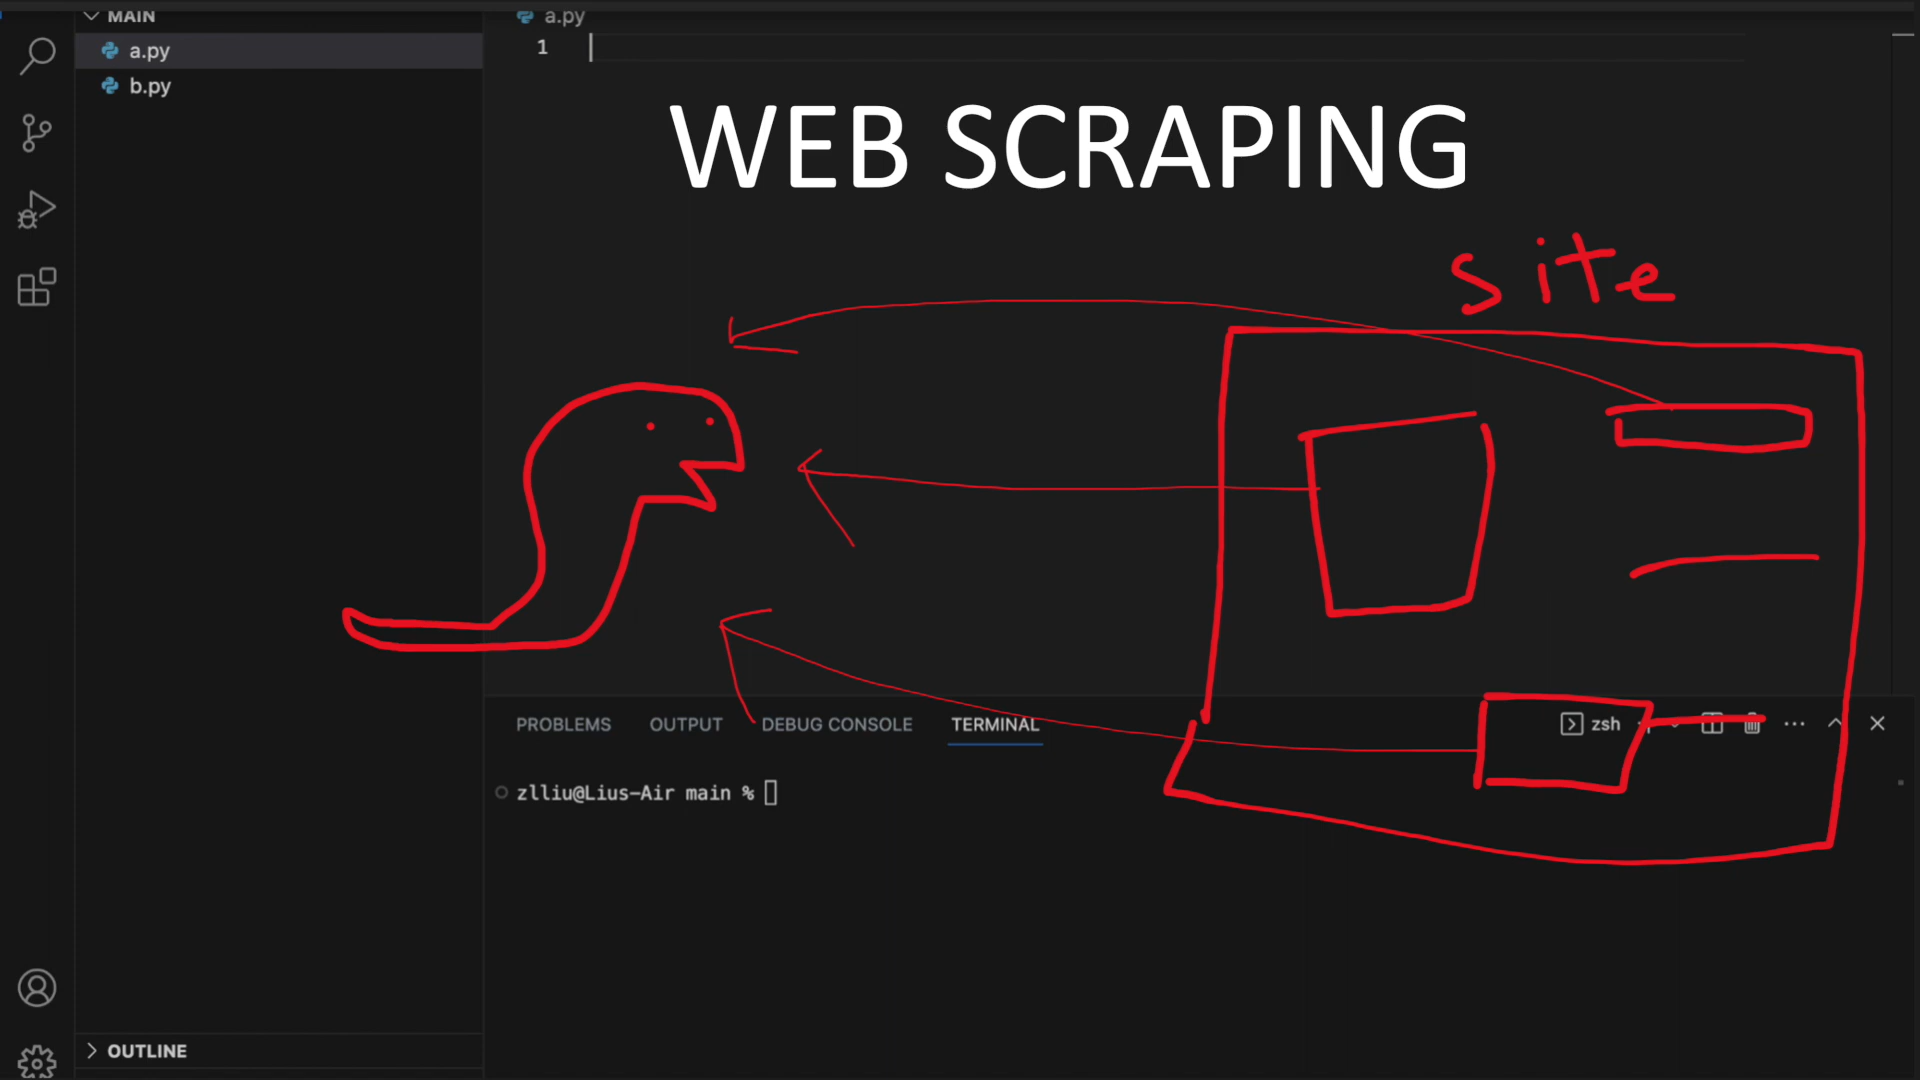 MAIN
a.py
a.py
b.py
1
WEB SCRAPING
site
PROBLEMS OUTPUT DEBUG CONSOLE TERMINAL
zsh
zlliu@Lius-Air main %
OUTLINE